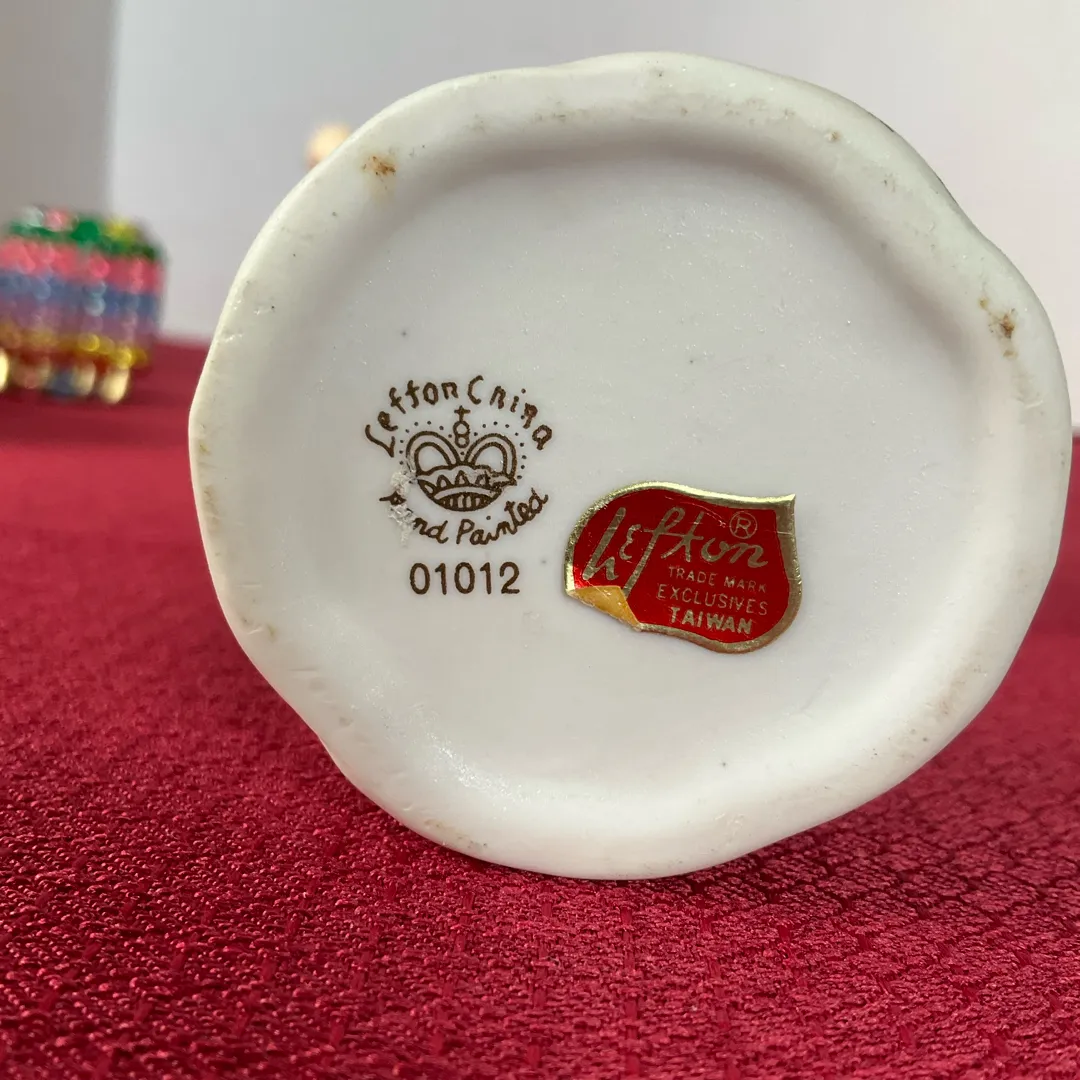 Lefton China
Hand Painted
01012
Lefton ®
TRADE MARK
EXCLUSIVES
TAIWAN